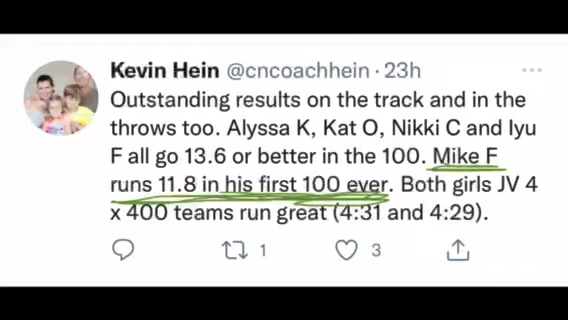 Kevin Hein @cncoachhein · 23h
Outstanding results on the track and in the
throws too. Alyssa K, Kat O, Nikki C and Iyu
F all go 13.6 or better in the 100. Mike F
runs 11.8 in his first 100 ever. Both girls JV 4
x 400 teams run great (4:31 and 4:29).
1 3